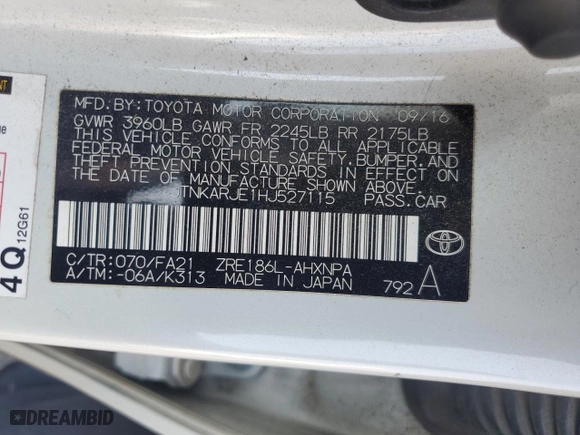 MFD.BY:TOYOTA MOTOR CORPORATION 09/16
GVWR 3960LB GAWR FR 2245LB RR 2175LB
THIS VEHICLE CONFORMS TO ALL APPLICABLE
FEDERAL MOTOR VEHICLE SAFETY,BUMPER,AND
THEFT PREVENTION STANDARDS IN EFFECT ON
THE DATE OF MANUFACTURE SHOWN ABOVE.
JTNKARJE1HJ527115 PASS.CAR
C/TR:070/FA21 ZRE186L-AHXNPA
A/TM:-06A/K313 MADE IN JAPAN 792 A
4Q 12G61
DREAMBID